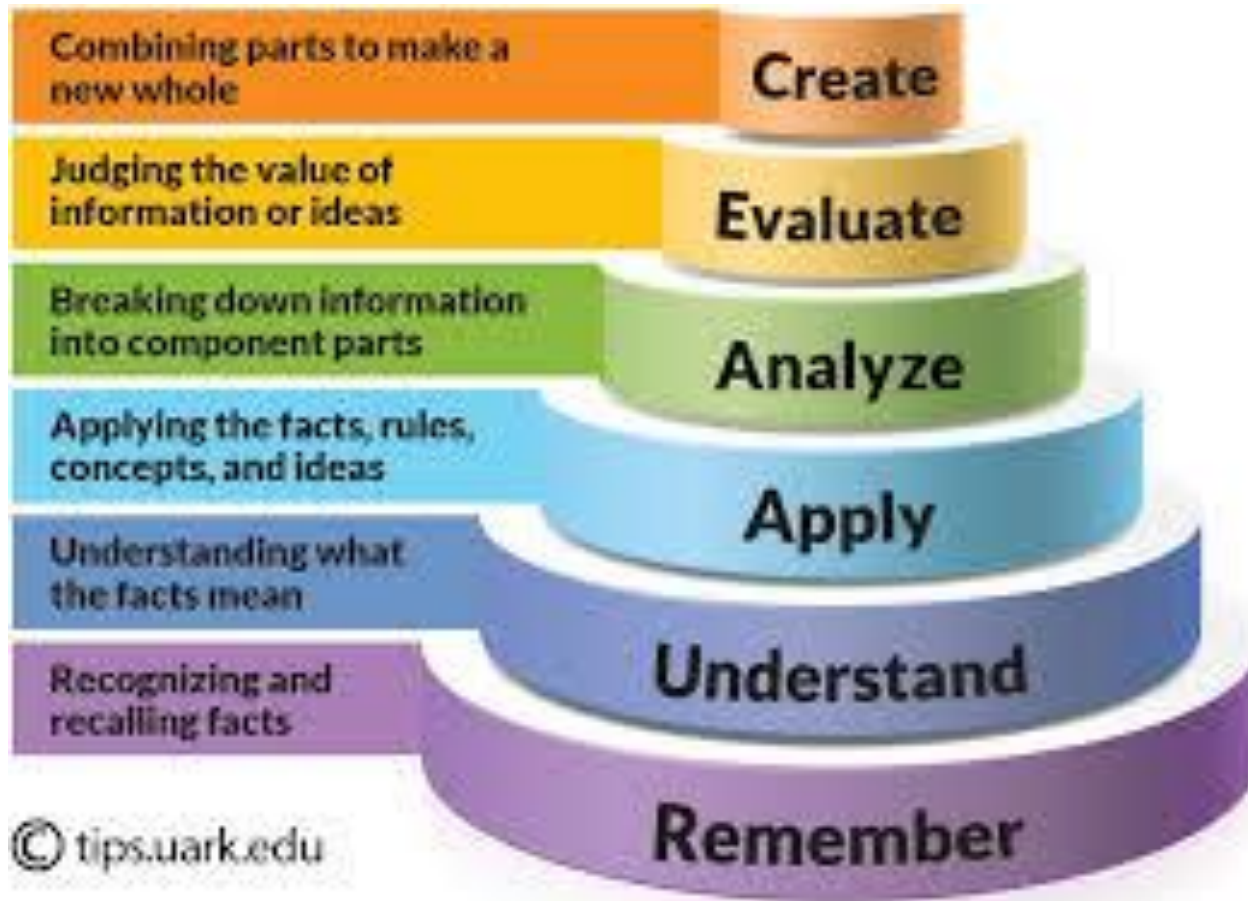 Combining parts to make a
new whole
Create
Judging the value of
information or ideas
Evaluate
Breaking down information
into component parts
Analyze
Applying the facts, rules,
concepts, and ideas
Apply
Understanding what
the facts mean
Understand
Recognizing and
recalling facts
Remember
© tips.uark.edu